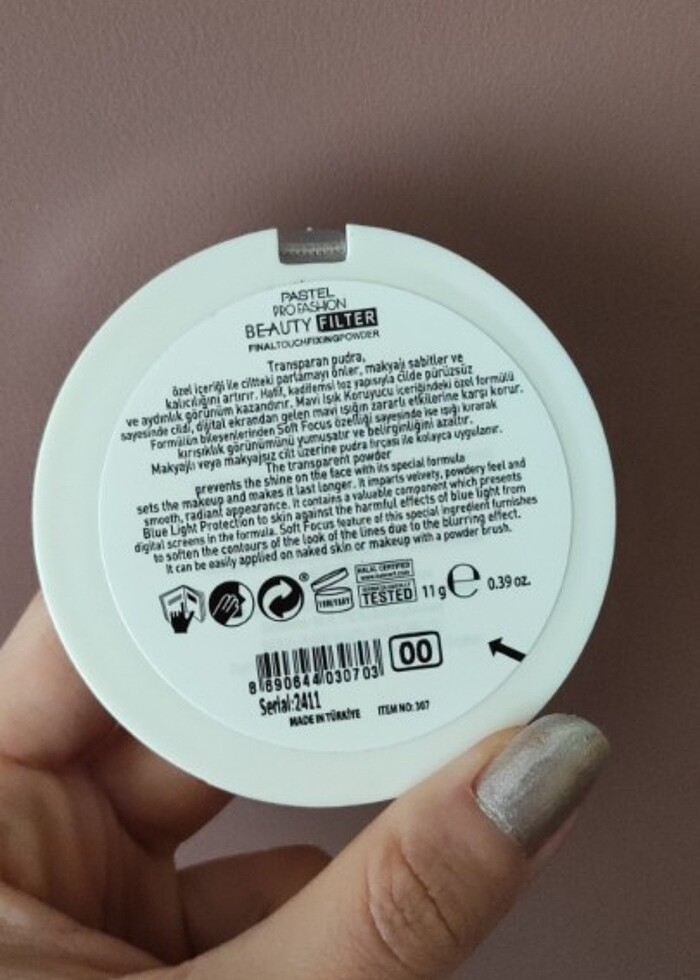 PASTEL
PROFASHION
BEAUTY FILTER
FINALTOUCHFIXINGPOWDER
Transparan pudra,
özel içeriği ile ciltteki parlamayı önler, makyajı sabitler ve
kalıcılığını artırır. Hafif, kadifemsi toz yapısıyla cilde pürüzsüz
ve aydınlık görünüm kazandırır. Mavi Işık Koruyucu içeriğindeki özel formülü
sayesinde cildi, dijital ekrandan gelen mavi ışığın zararlı etkilerine karşı korur.
Formülün bileşenlerinden Soft Focus özelliği sayesinde ise ışığı kırarak
kırışıklık görünümünü yumuşatır ve belirginliğini azaltır.
Makyajlı veya makyajsız cilt üzerine pudra fırçası ile kolayca uygulanır.
The transparent powder
prevents the shine on the face with its special formula
sets the makeup and makes it last longer. It imparts velvety, powdery feel and
smooth, radiant appearance. It contains a valuable component which presents
Blue Light Protection to skin against the harmful effects of blue light from
digital screens in the formula. Soft Focus feature of this special ingredient furnishes
to soften the contours of the look of the lines due to the blurring effect.
It can be easily applied on naked skin or makeup with a powder brush.
HALAL CERTIFIED
TESTED
11 g e 0.39 oz.
8 690644 030703
00
Serial:2411
MADE IN TÜRKİYE ITEM NO: 307